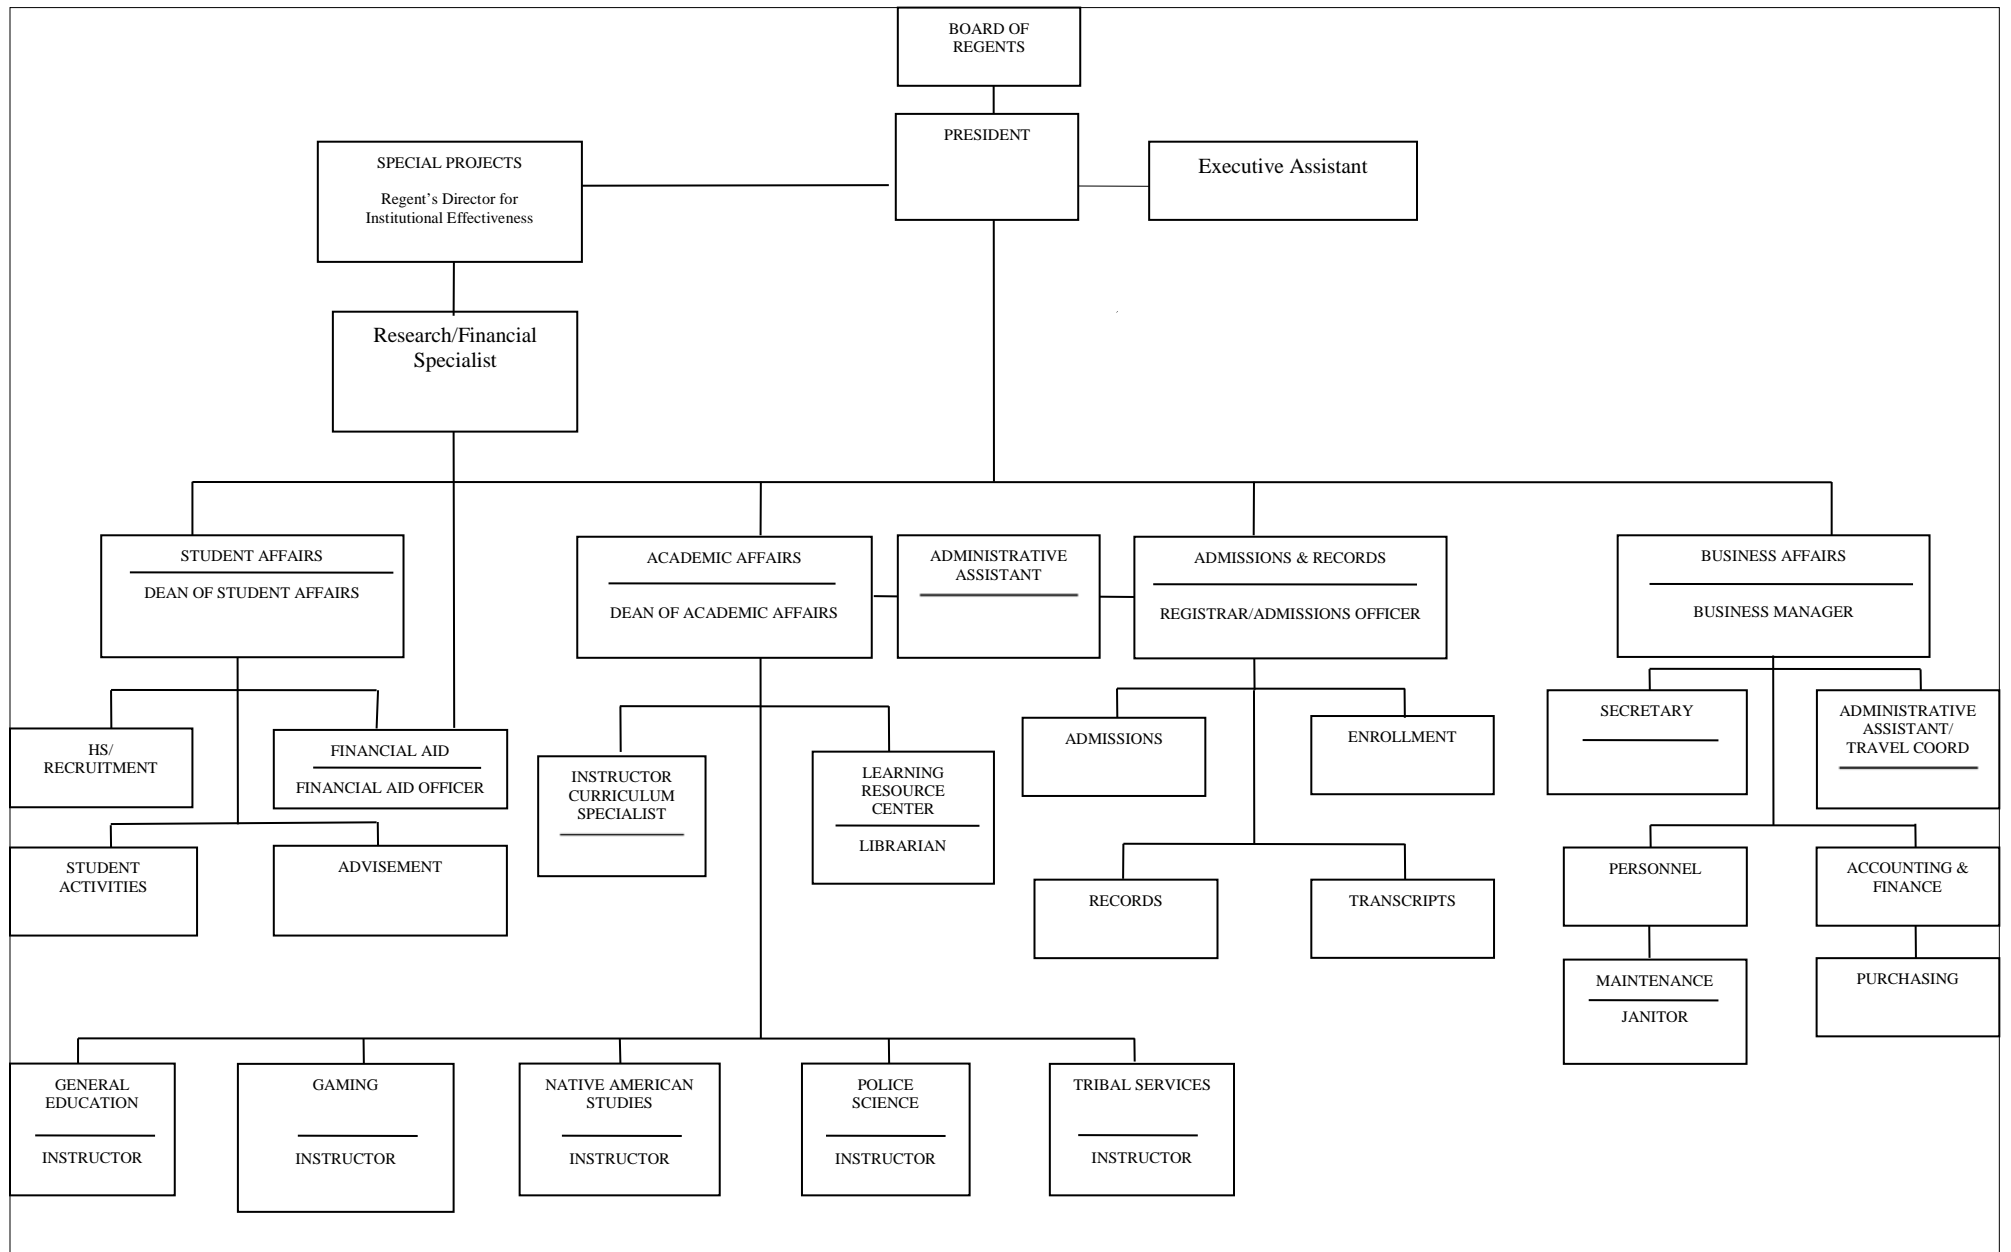 BOARD OF
REGENTS
PRESIDENT
SPECIAL PROJECTS
Regent’s Director for
Institutional Effectiveness
Executive Assistant
Research/Financial
Specialist
STUDENT AFFAIRS
DEAN OF STUDENT AFFAIRS
ACADEMIC AFFAIRS
DEAN OF ACADEMIC AFFAIRS
ADMINISTRATIVE
ASSISTANT
ADMISSIONS & RECORDS
REGISTRAR/ADMISSIONS OFFICER
BUSINESS AFFAIRS
BUSINESS MANAGER
HS/
RECRUITMENT
FINANCIAL AID
FINANCIAL AID OFFICER
STUDENT
ACTIVITIES
ADVISEMENT
INSTRUCTOR
CURRICULUM
SPECIALIST
LEARNING
RESOURCE
CENTER
LIBRARIAN
ADMISSIONS
ENROLLMENT
RECORDS
TRANSCRIPTS
SECRETARY
ADMINISTRATIVE
ASSISTANT/
TRAVEL COORD
PERSONNEL
ACCOUNTING &
FINANCE
MAINTENANCE
JANITOR
PURCHASING
GENERAL
EDUCATION
INSTRUCTOR
GAMING
INSTRUCTOR
NATIVE AMERICAN
STUDIES
INSTRUCTOR
POLICE
SCIENCE
INSTRUCTOR
TRIBAL SERVICES
INSTRUCTOR